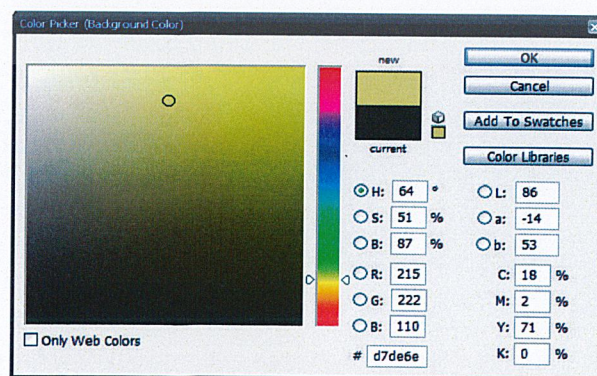 Color Picker (Background Color)
new
current
OK
Cancel
Add To Swatches
Color Libraries
H: 64 °
S: 51 %
B: 87 %
R: 215
G: 222
B: 110
# d7de6e
L: 86
a: -14
b: 53
C: 18 %
M: 2 %
Y: 71 %
K: 0 %
Only Web Colors